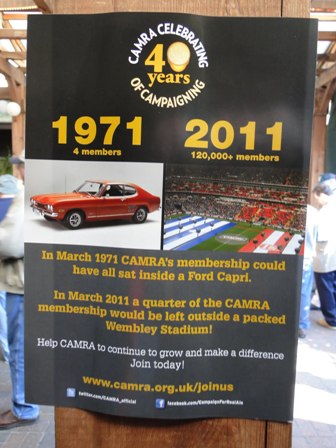 CAMRA CELEBRATING
40
years
OF CAMPAIGNING
1971
4 members
2011
120,000+ members
In March 1971 CAMRA's membership could
have all sat inside a Ford Capri.
In March 2011 a quarter of the CAMRA
membership would be left outside a packed
Wembley Stadium!
Help CAMRA to continue to grow and make a difference
Join today!
www.camra.org.uk/joinus
twitter.com/CAMRA_official
facebook.com/CampaignForRealAle